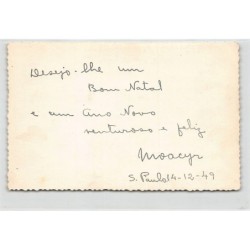 Desejo-lhe um
Bom Natal
e um Ano Novo
venturoso e feliz
Moacyr
S. Paulo 14-12-49